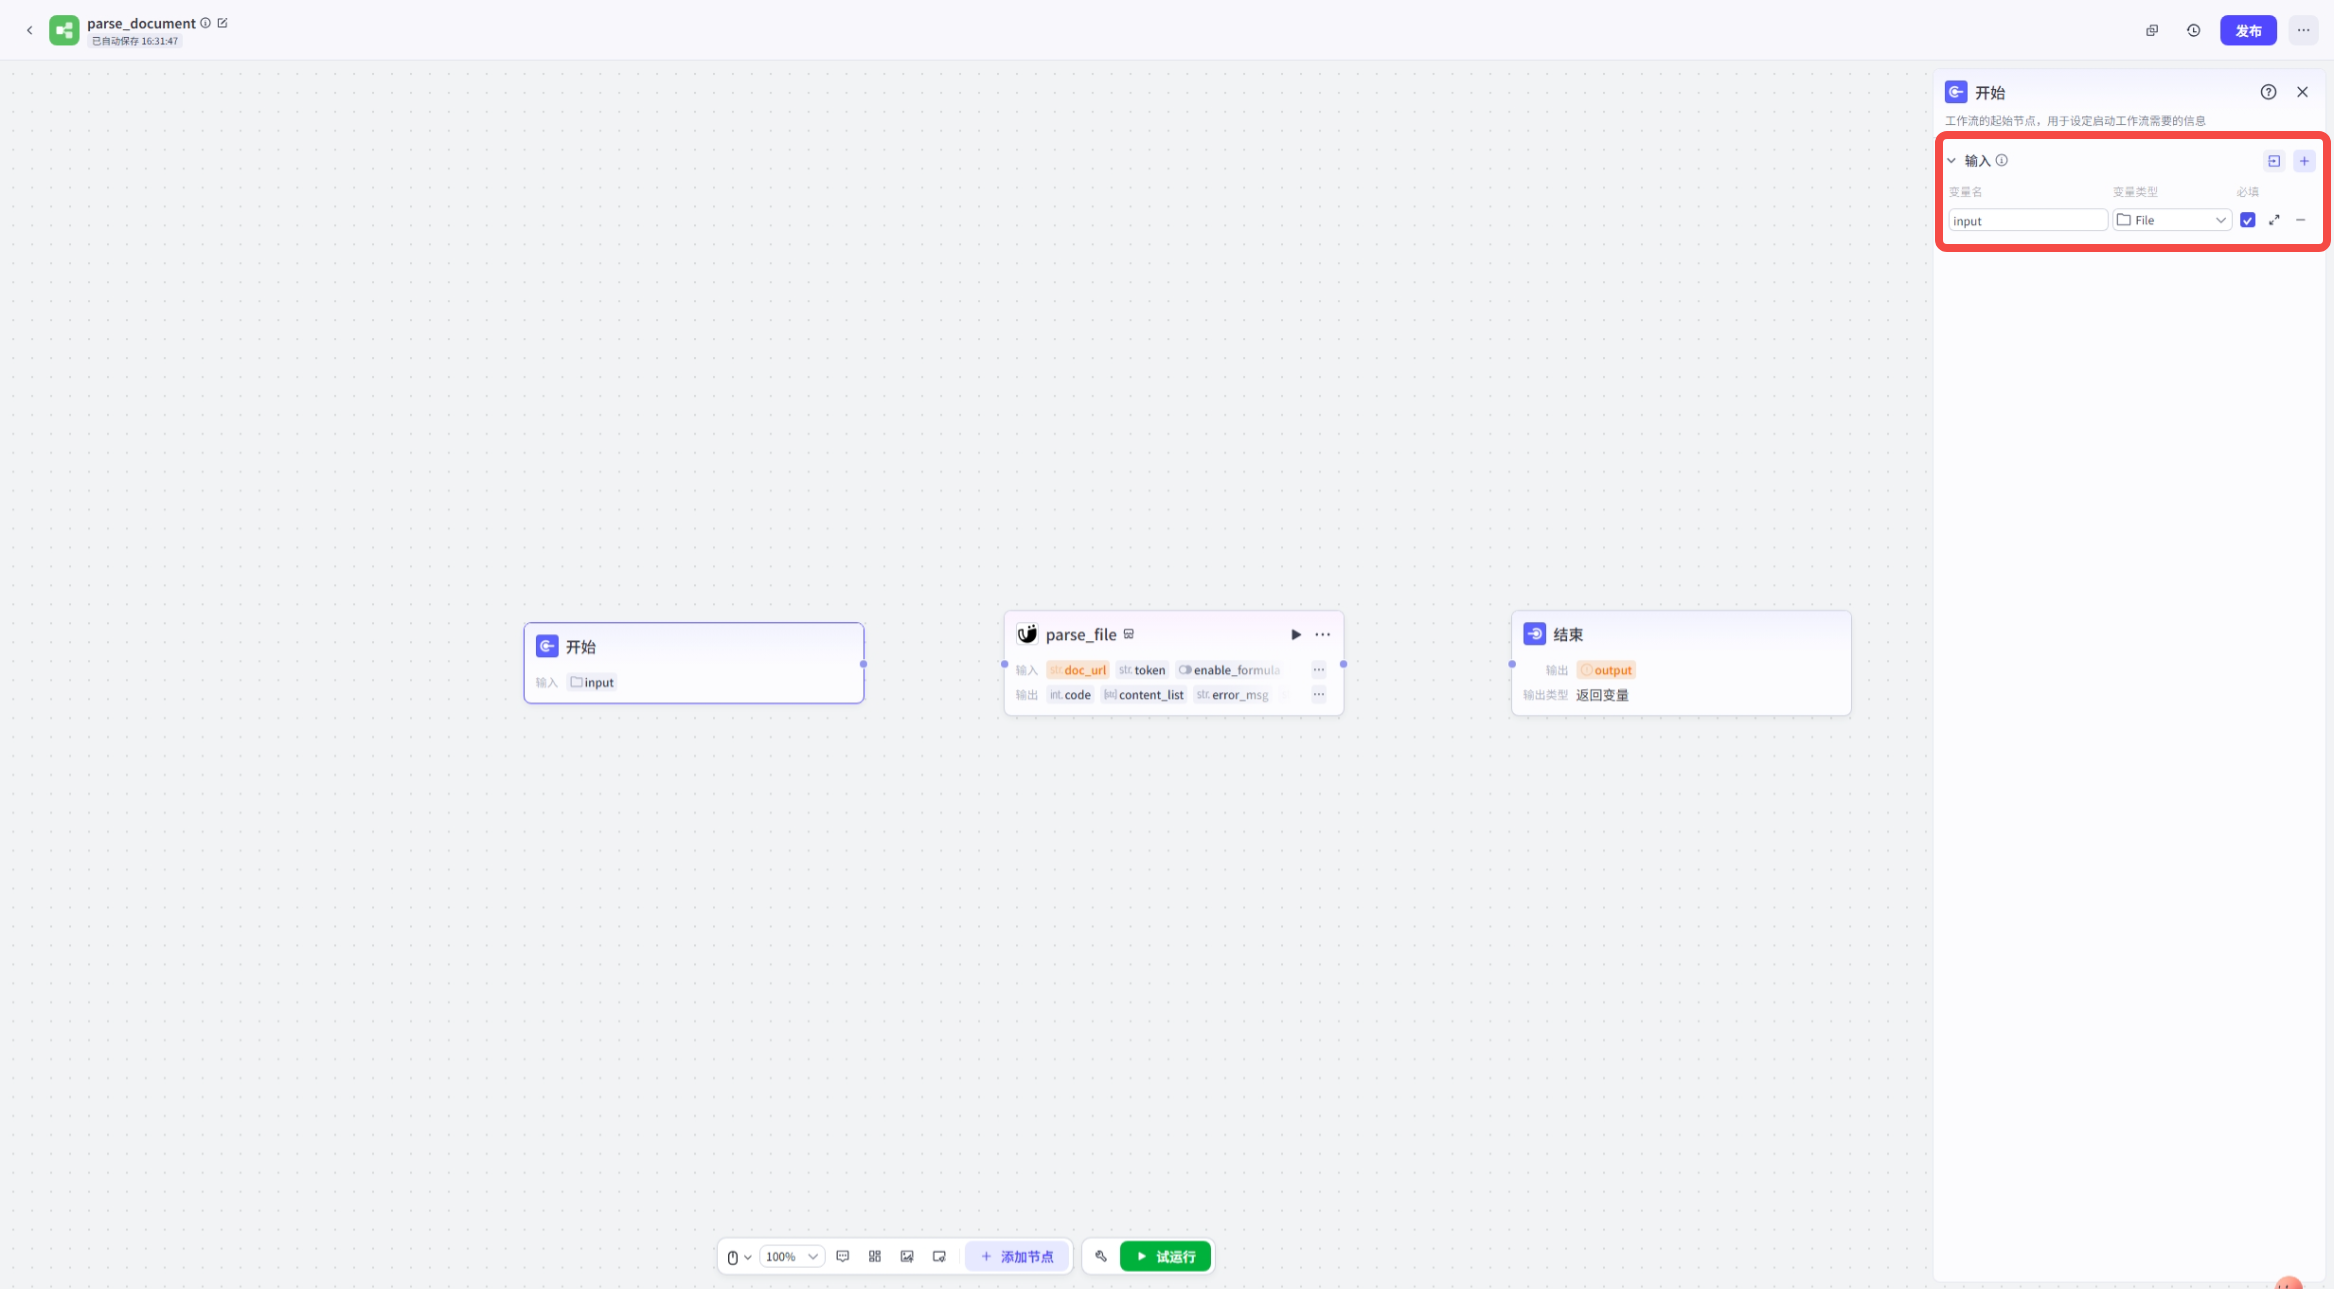 parse_document
已自动保存 16:31:47
发布
开始
工作流的起始节点，用于设定启动工作流需要的信息
输入
变量名 变量类型 必填
input File
开始
输入 input
parse_file
输入 str. doc_url str. token enable_formula
输出 int. code content_list str. error_msg
结束
输出 output
输出类型 返回变量
100% + 添加节点 试运行